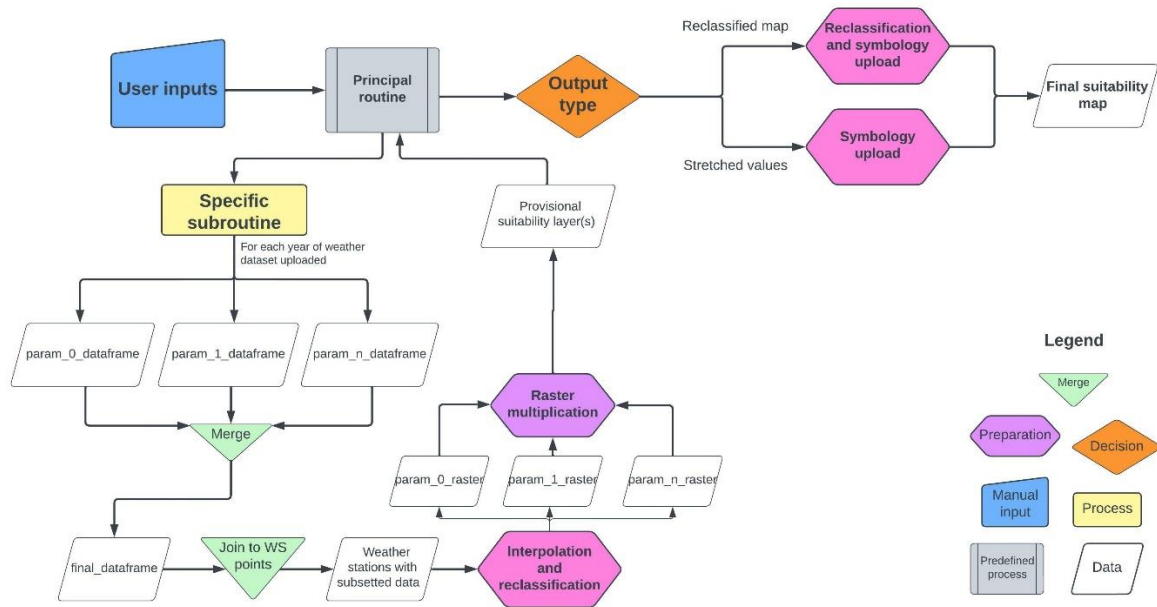 User inputs
Principal
routine
Output
type
Reclassified map
Reclassification
and symbology
upload
Symbology
upload
Stretched values
Final suitability
map
Specific
subroutine
For each year of weather
dataset uploaded
param_0_dataframe
param_1_dataframe
param_n_dataframe
Merge
final_dataframe
Join to WS
points
Weather
stations with
subsetted data
Interpolation
and
reclassification
param_0_raster
param_1_raster
param_n_raster
Raster
multiplication
Provisional
suitability layer(s)
Legend
Merge
Preparation
Decision
Manual
input
Process
Predefined
process
Data